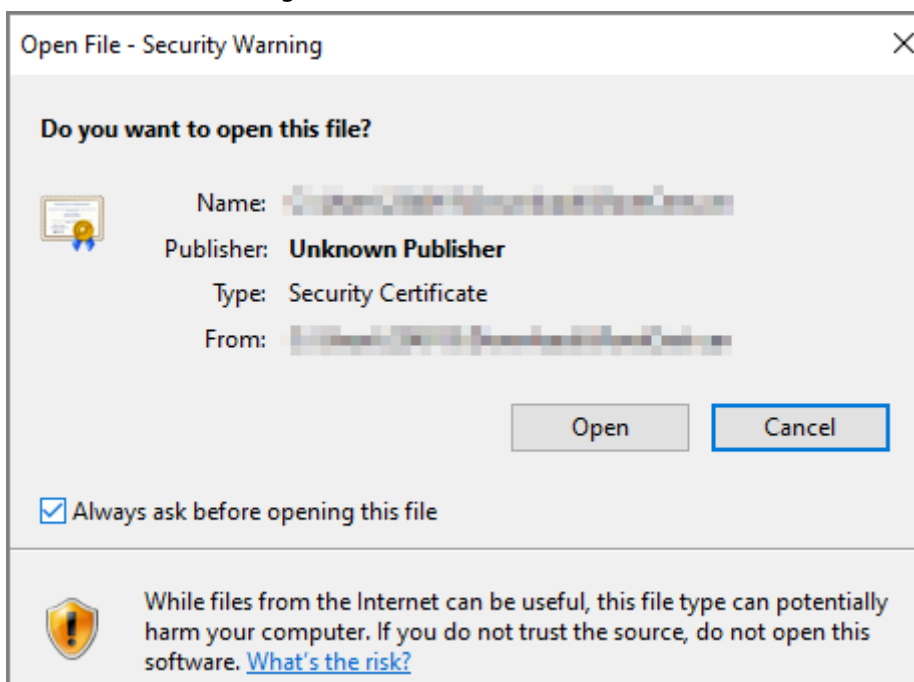 Open File - Security Warning
Do you want to open this file?
Name:
Publisher: Unknown Publisher
Type: Security Certificate
From:
Open Cancel
Always ask before opening this file
While files from the Internet can be useful, this file type can potentially
harm your computer. If you do not trust the source, do not open this
software. What's the risk?